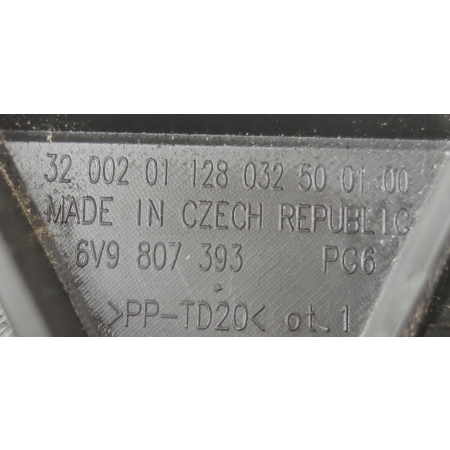 32 002 01 128 032 50 01 00
MADE IN CZECH REPUBLIC
6V9 807 393 PG6
>PP-TD20< ot.1